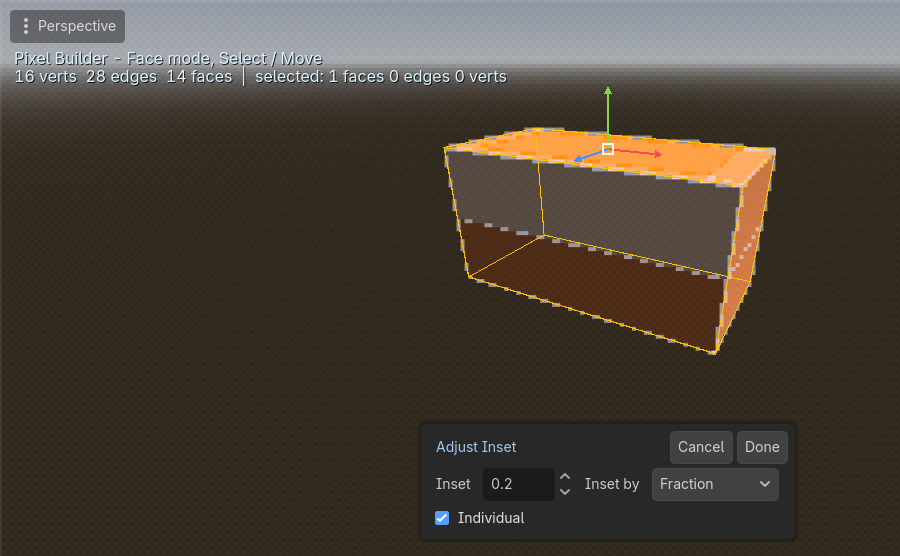 Perspective
Pixel Builder - Face mode, Select / Move
16 verts  28 edges  14 faces  |  selected: 1 faces 0 edges 0 verts
Adjust Inset
Cancel
Done
Inset
0.2
Inset by
Fraction
Individual